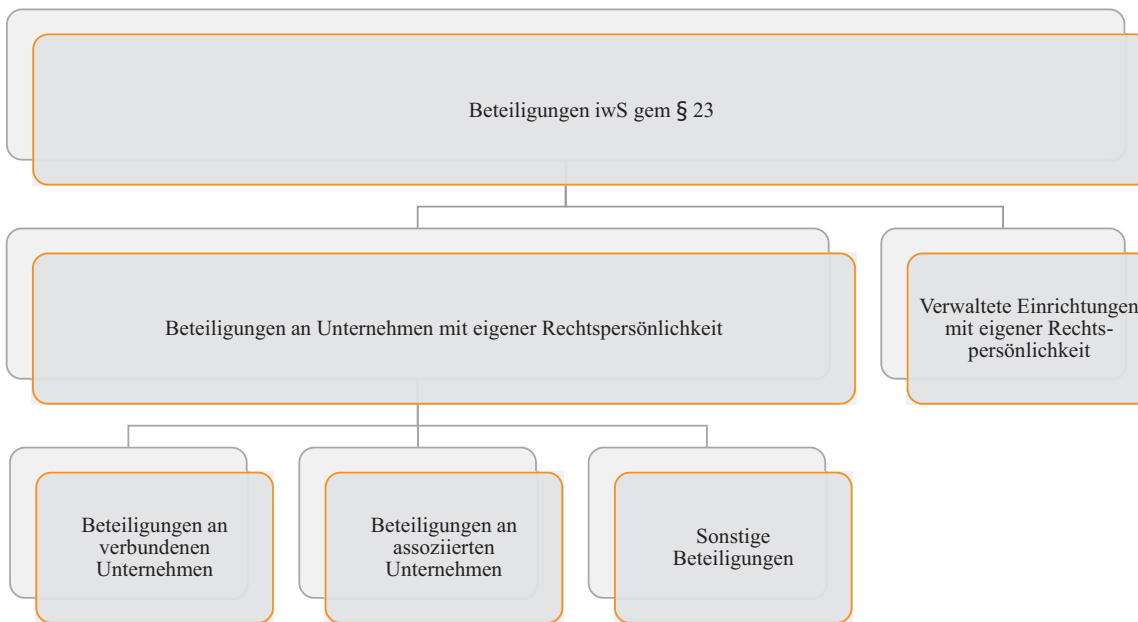 Beteiligungen iwS gem § 23
Beteiligungen an Unternehmen mit eigener Rechtspersönlichkeit
Verwaltete Einrichtungen
mit eigener Rechts-
persönlichkeit
Beteiligungen an
verbundenen
Unternehmen
Beteiligungen an
assoziierten
Unternehmen
Sonstige
Beteiligungen